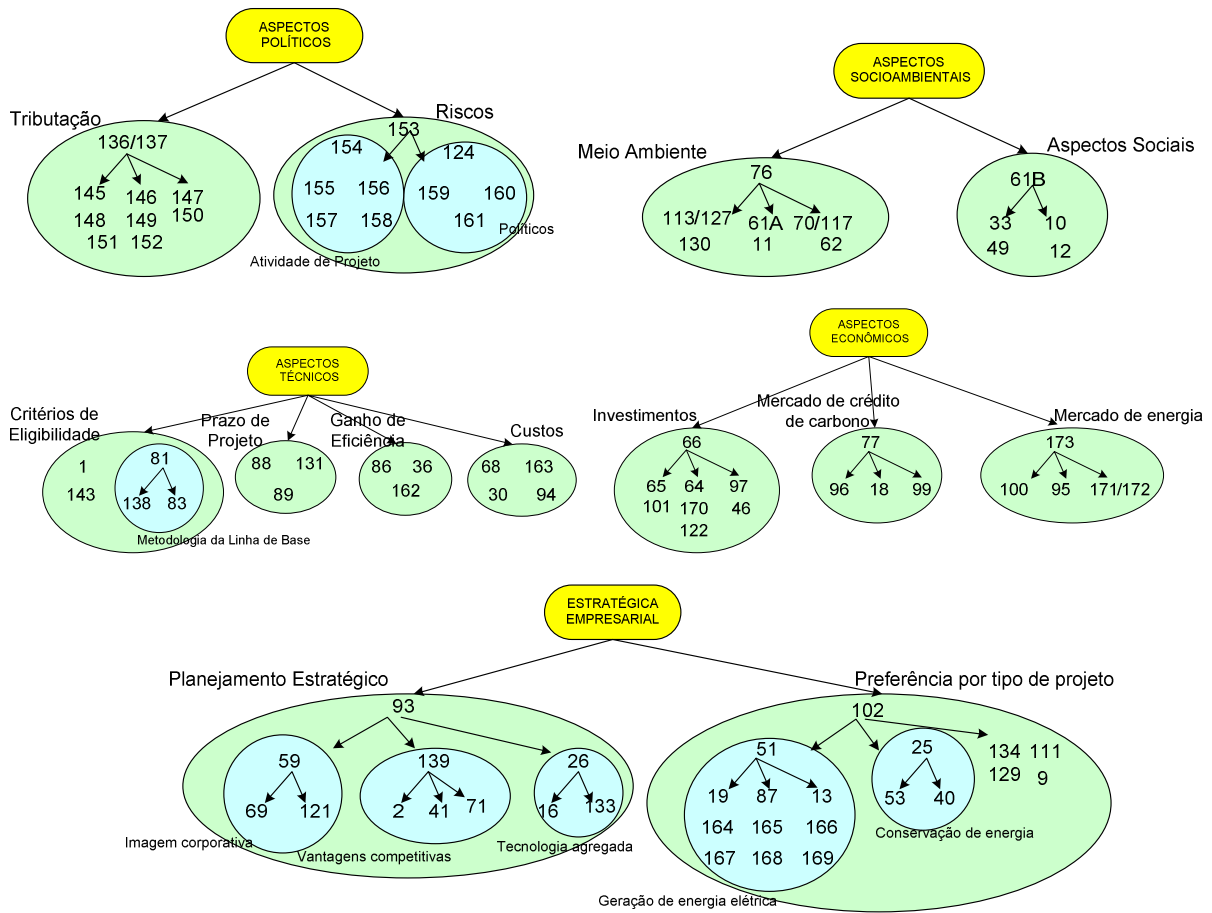 ASPECTOS
POLÍTICOS
Tributação
136/137
145 146 147
148 149 150
151 152
Riscos
153
154
155 156
157 158
Atividade de Projeto
124
159 160
161
Políticos
ASPECTOS
SOCIOAMBIENTAIS
Meio Ambiente
76
113/127 61A 70/117
130 11 62
Aspectos Sociais
61B
33 10
49 12
ASPECTOS
TÉCNICOS
Critérios de
Eligibilidade
1
143
81
138 83
Metodologia da Linha de Base
Prazo de
Projeto
88 131
89
Ganho de
Eficiência
86 36
162
Custos
68 163
30 94
ASPECTOS
ECONÔMICOS
Investimentos
66
65 64 97
101 170 46
122
Mercado de crédito
de carbono
77
96 18 99
Mercado de energia
173
100 95 171/172
ESTRATÉGICA
EMPRESARIAL
Planejamento Estratégico
93
59
69 121
Imagem corporativa
139
2 41 71
Vantagens competitivas
26
16 133
Tecnologia agregada
Preferência por tipo de projeto
102
51
19 87 13
164 165 166
167 168 169
Geração de energia elétrica
25
53 40
Conservação de energia
134 111
129 9